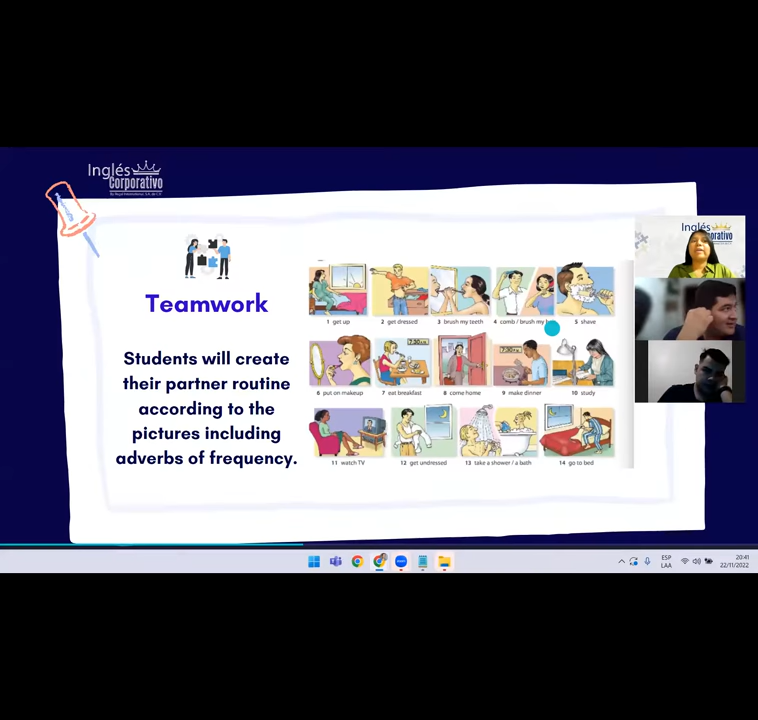 Inglés
Corporativo
Teamwork
Students will create
their partner routine
according to the
pictures including
adverbs of frequency.
1 get up
2 get dressed
3 brush my teeth
4 comb / brush my
5 shave
7.30
6 put on makeup
7 eat breakfast
8 come home
9 make dinner
10 study
11 watch TV
12 get undressed
13 take a shower / a bath
14 go to bed
Inglés
ESP
LAA
20:41
22/11/2022